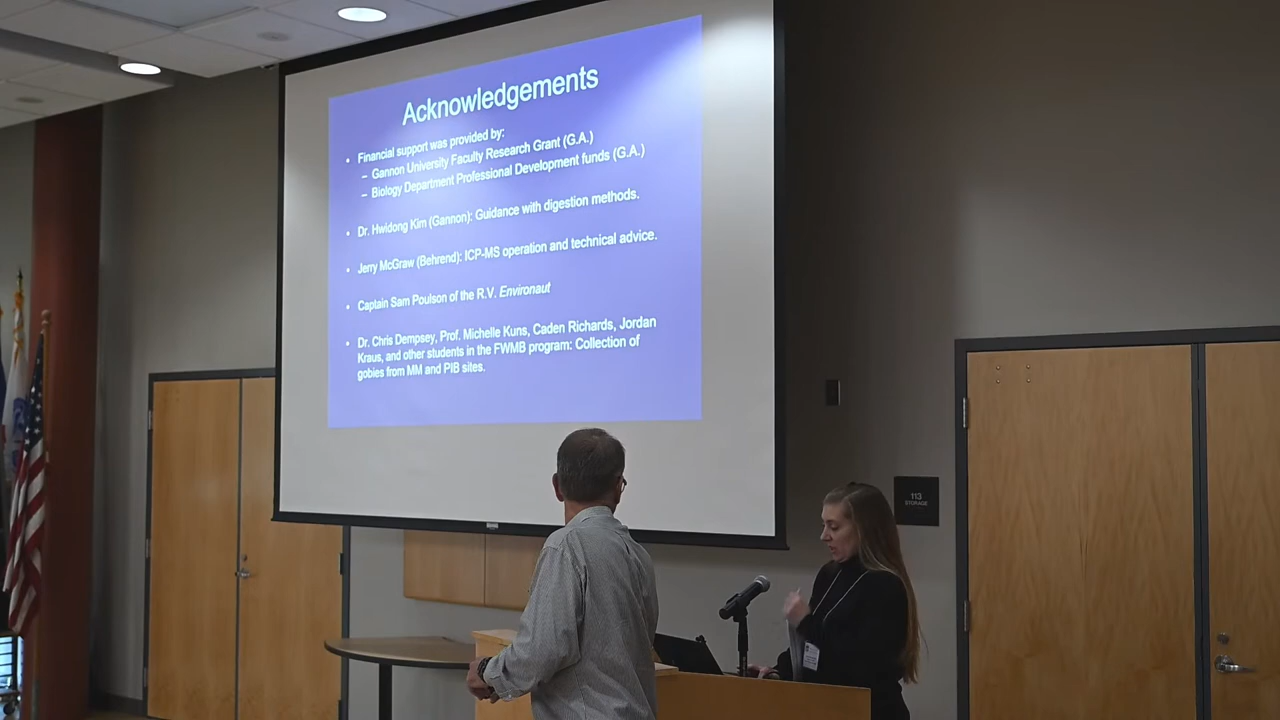 Acknowledgements
• Financial support was provided by:
– Gannon University Faculty Research Grant (G.A.)
– Biology Department Professional Development funds (G.A.)
• Dr. Hwidong Kim (Gannon): Guidance with digestion methods.
• Jerry McGraw (Behrend): ICP-MS operation and technical advice.
• Captain Sam Poulson of the R.V. Environaut
• Dr. Chris Dempsey, Prof. Michelle Kuns, Caden Richards, Jordan
Kraus, and other students in the FWMB program: Collection of
gobies from MM and PIB sites.
113
STORAGE